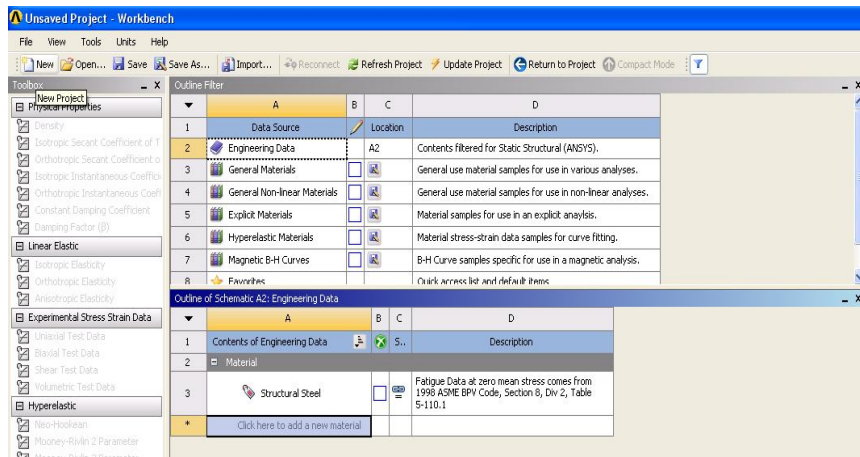 Unsaved Project - Workbench
File View Tools Units Help
New Open... Save Save As... Import... Reconnect Refresh Project Update Project Return to Project Compact Mode
Toolbox
New Project
Physical Properties
Density
Isotropic Secant Coefficient of T
Orthotropic Secant Coefficient o
Isotropic Instantaneous Coeffici
Orthotropic Instantaneous Coeff
Constant Damping Coefficient
Damping Factor (β)
Linear Elastic
Isotropic Elasticity
Orthotropic Elasticity
Anisotropic Elasticity
Experimental Stress Strain Data
Uniaxial Test Data
Biaxial Test Data
Shear Test Data
Volumetric Test Data
Hyperelastic
Neo-Hookean
Mooney-Rivlin 2 Parameter
Outline Filter
A B C D
1 Data Source Location Description
2 Engineering Data A2 Contents filtered for Static Structural (ANSYS).
3 General Materials General use material samples for use in various analyses.
4 General Non-linear Materials General use material samples for use in non-linear analyses.
5 Explicit Materials Material samples for use in an explicit anaylsis.
6 Hyperelastic Materials Material stress-strain data samples for curve fitting.
7 Magnetic B-H Curves B-H Curve samples specific for use in a magnetic analysis.
8 Favorites Quick access list and default items
Outline of Schematic A2: Engineering Data
A B C D
1 Contents of Engineering Data S.. Description
2 Material
3 Structural Steel Fatigue Data at zero mean stress comes from
1998 ASME BPV Code, Section 8, Div 2, Table
5-110.1
* Click here to add a new material